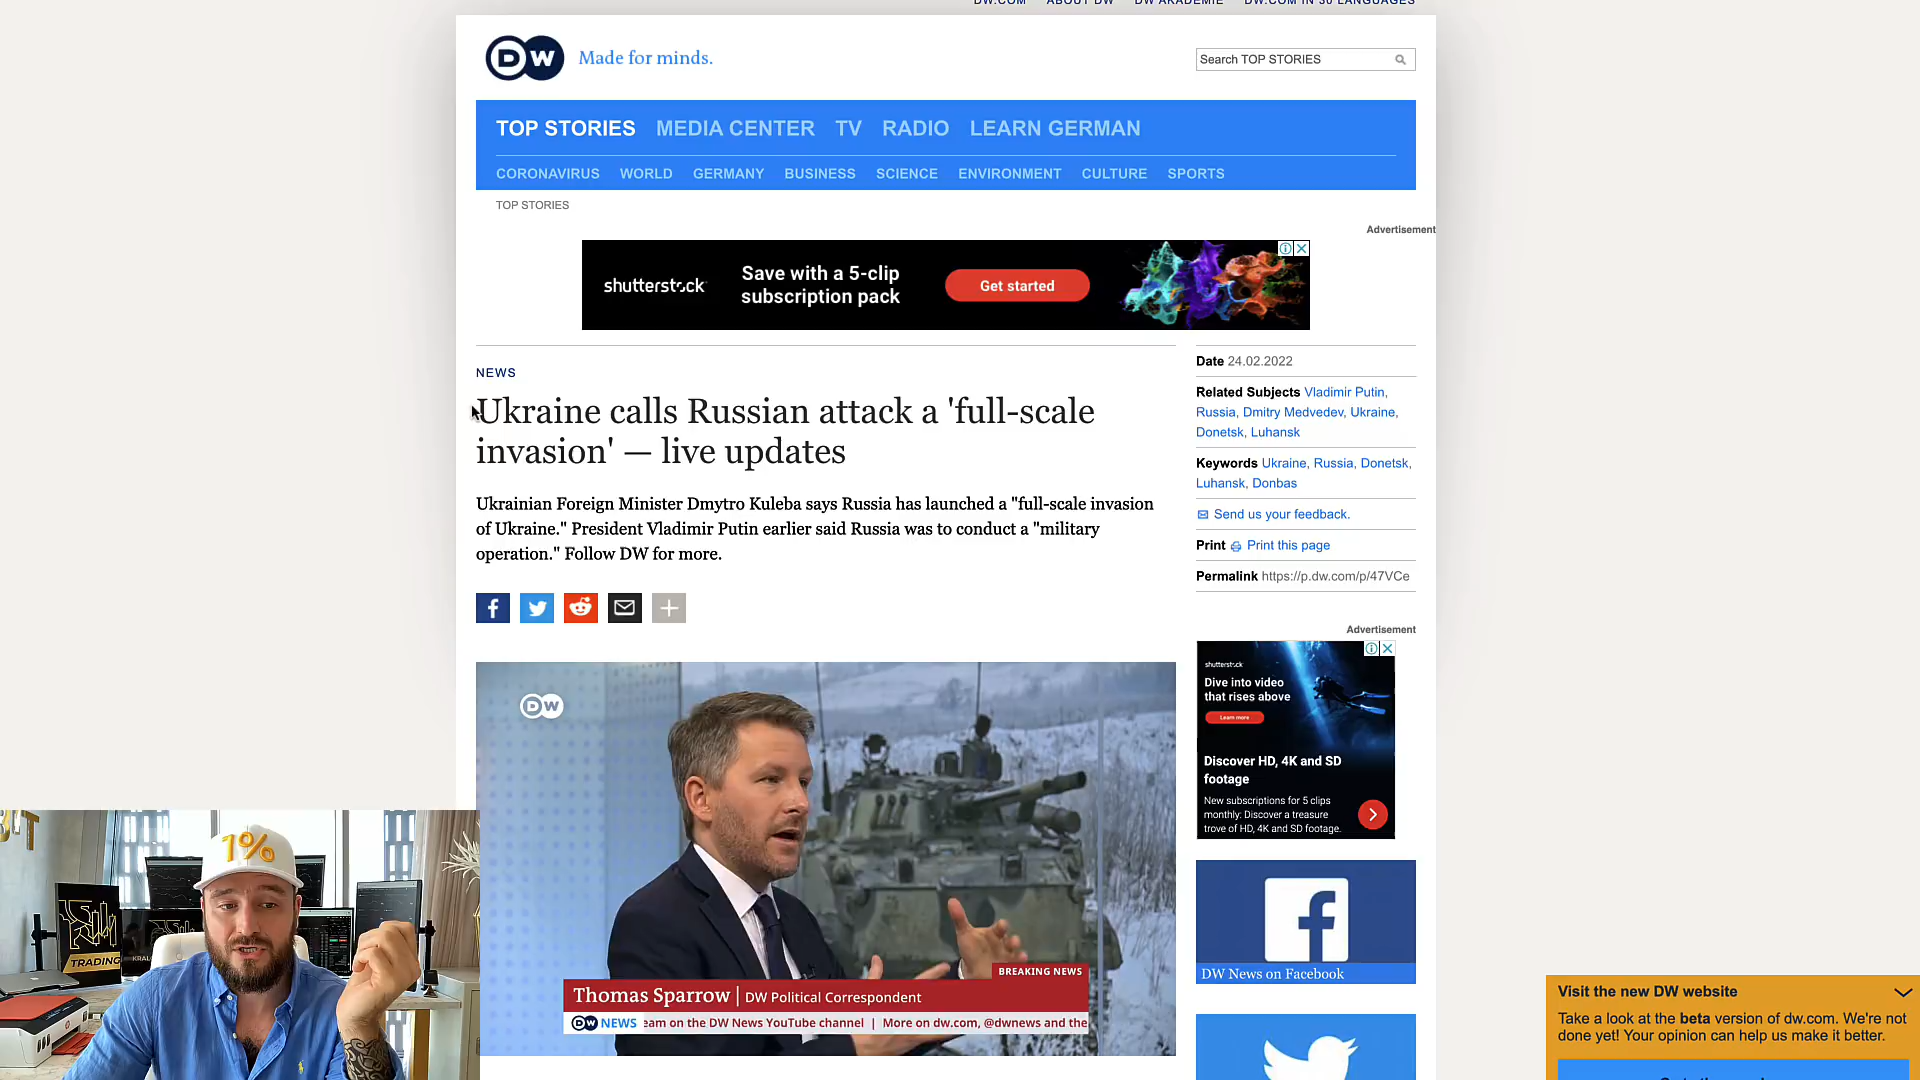 DW.COM ABOUT DW DW AKADEMIE DW.COM IN 30 LANGUAGES
DW Made for minds.
Search TOP STORIES
TOP STORIES MEDIA CENTER TV RADIO LEARN GERMAN
CORONAVIRUS WORLD GERMANY BUSINESS SCIENCE ENVIRONMENT CULTURE SPORTS
TOP STORIES
Advertisement
shutterstock
Save with a 5-clip
subscription pack
Get started
NEWS
Ukraine calls Russian attack a 'full-scale
invasion' — live updates
Ukrainian Foreign Minister Dmytro Kuleba says Russia has launched a "full-scale invasion
of Ukraine." President Vladimir Putin earlier said Russia was to conduct a "military
operation." Follow DW for more.
Date 24.02.2022
Related Subjects Vladimir Putin,
Russia, Dmitry Medvedev, Ukraine,
Donetsk, Luhansk
Keywords Ukraine, Russia, Donetsk,
Luhansk, Donbas
Send us your feedback.
Print Print this page
Permalink https://p.dw.com/p/47VCe
Advertisement
shutterstock
Dive into video
that rises above
Learn more
Discover HD, 4K and SD
footage
New subscriptions for 5 clips
monthly: Discover a treasure
trove of HD, 4K and SD footage.
DW
BREAKING NEWS
Thomas Sparrow | DW Political Correspondent
DW NEWS eam on the DW News YouTube channel | More on dw.com, @dwnews and the
DW News on Facebook
1%
TRADING
Visit the new DW website
Take a look at the beta version of dw.com. We're not
done yet! Your opinion can help us make it better.